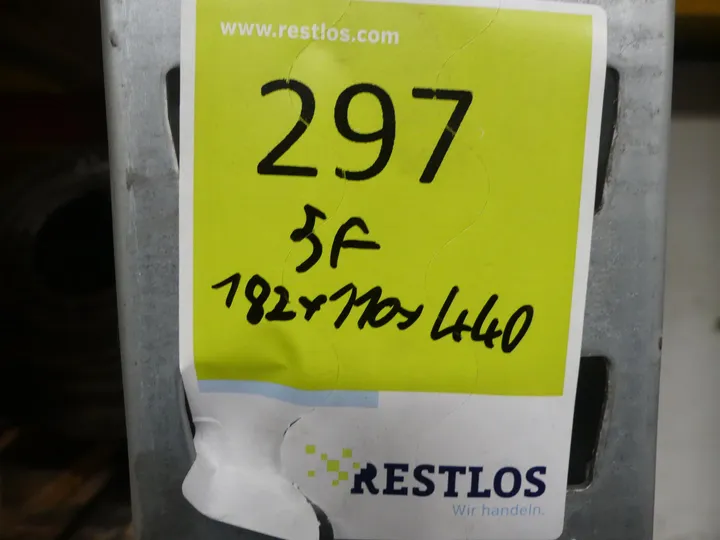 www.restlos.com
297
5F
182x110x440
RESTLOS
Wir handeln.